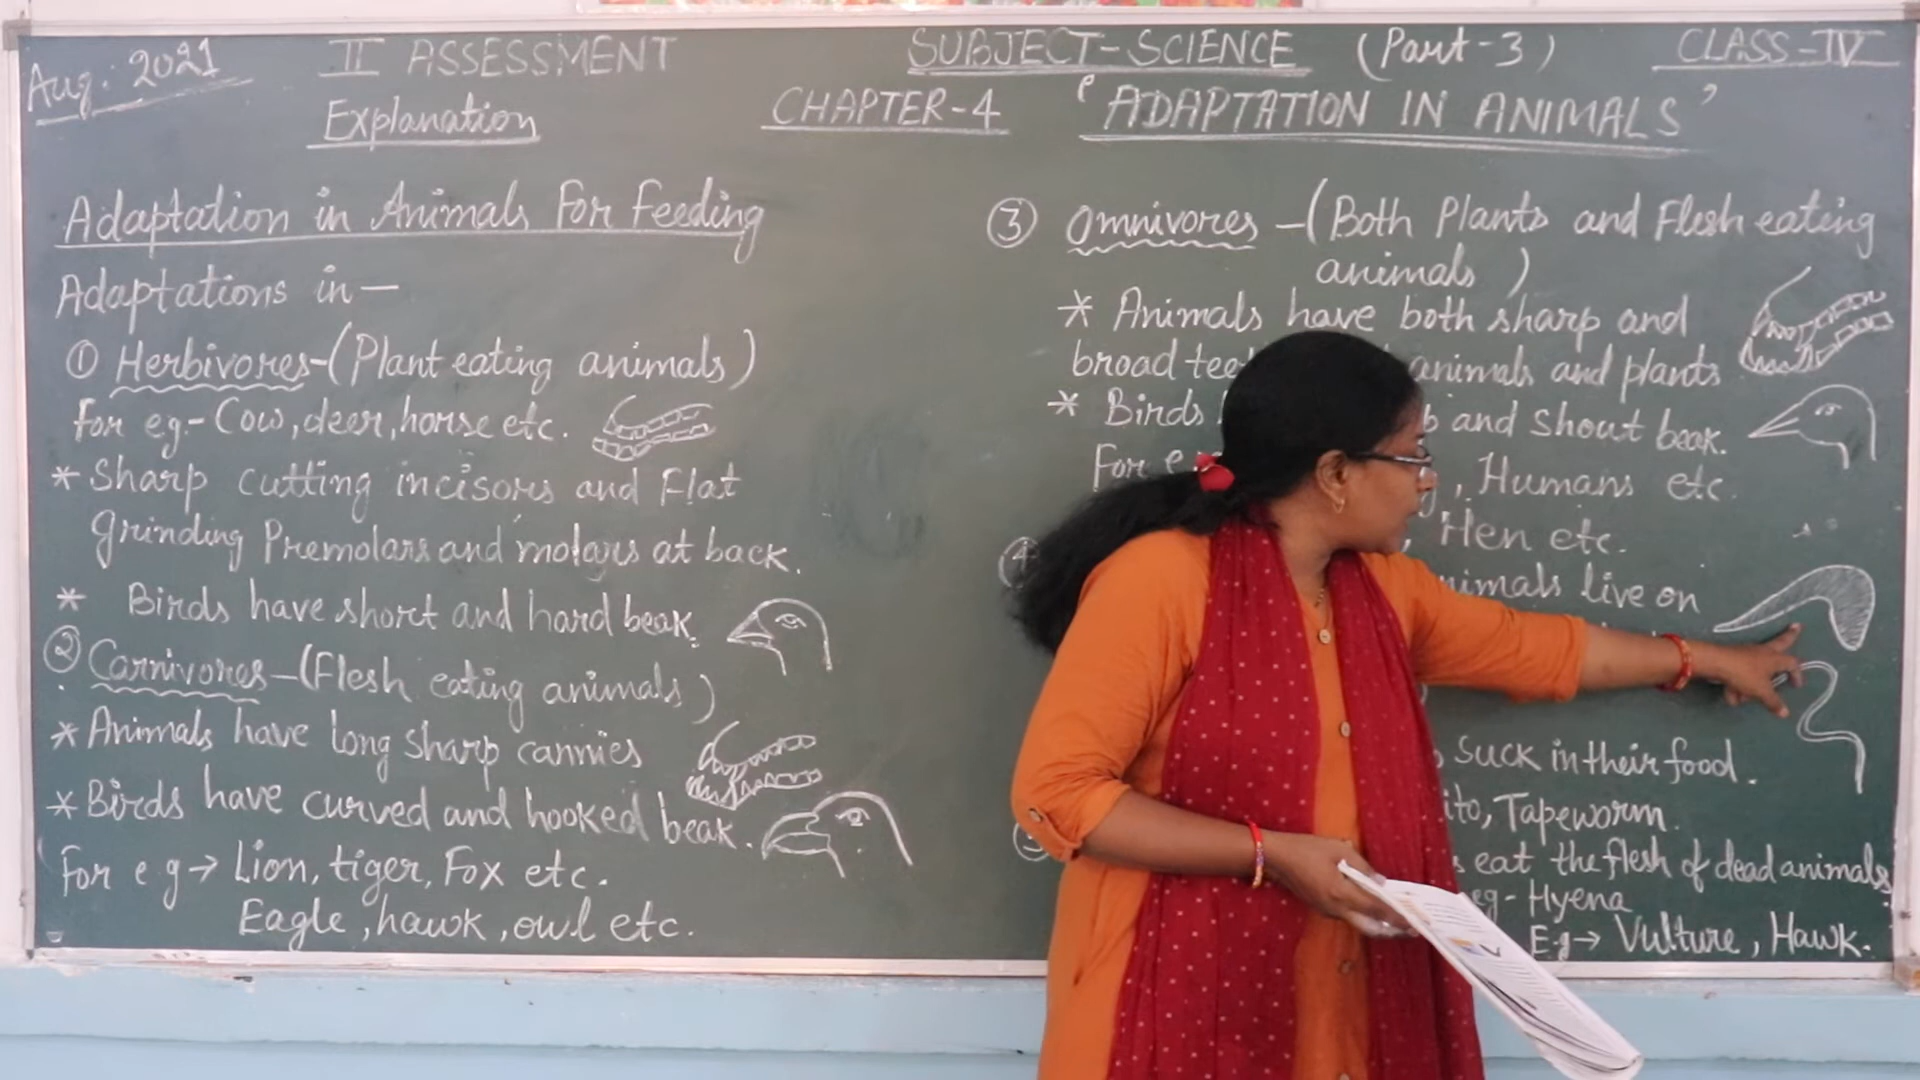 Aug. 2021
II ASSESSMENT
SUBJECT-SCIENCE (Part-3)
CLASS-IV
Explanation
CHAPTER-4 'ADAPTATION IN ANIMALS'
Adaptation in Animals For Feeding
Adaptations in—
① Herbivores-(Plant eating animals)
For eg.- Cow, deer, horse etc.
* Sharp cutting incisors and Flat
grinding Premolars and molars at back.
* Birds have short and hard beak.
② Carnivores-(Flesh eating animals)
* Animals have long sharp cannies
* Birds have curved and hooked beak.
For e.g → Lion, tiger, Fox etc.
Eagle, hawk, owl etc.
③ Omnivores -(Both Plants and Flesh eating
animals)
* Animals have both sharp and
broad animals and plants
* Birds and Shout beak.
For , Humans etc.
, Hen etc.
④ live on
Suck in their food.
, Tapeworm.
eat the flesh of dead animals.
eg- Hyena
E.g → Vulture, Hawk.